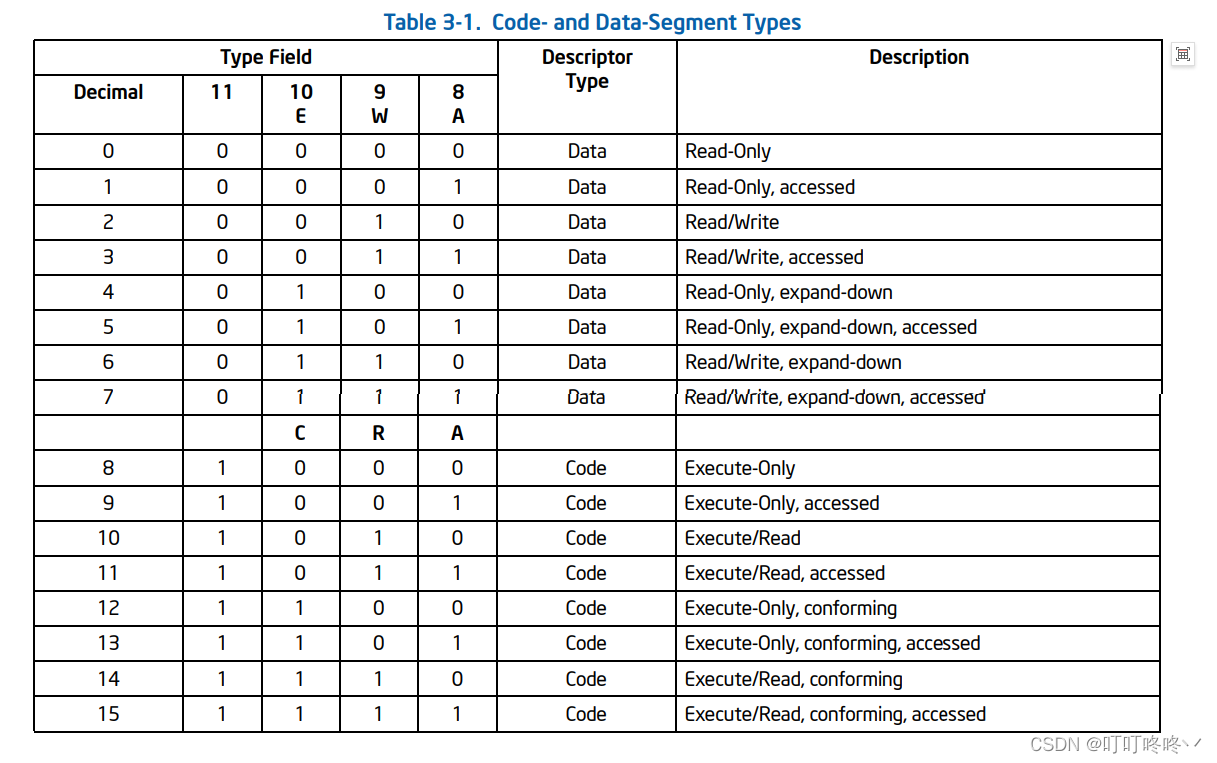 Table 3-1. Code- and Data-Segment Types
Type Field Descriptor Type Description
Decimal 11 10 E 9 W 8 A
0 0 0 0 0 Data Read-Only
1 0 0 0 1 Data Read-Only, accessed
2 0 0 1 0 Data Read/Write
3 0 0 1 1 Data Read/Write, accessed
4 0 1 0 0 Data Read-Only, expand-down
5 0 1 0 1 Data Read-Only, expand-down, accessed
6 0 1 1 0 Data Read/Write, expand-down
7 0 1 1 1 Data Read/Write, expand-down, accessed
C R A
8 1 0 0 0 Code Execute-Only
9 1 0 0 1 Code Execute-Only, accessed
10 1 0 1 0 Code Execute/Read
11 1 0 1 1 Code Execute/Read, accessed
12 1 1 0 0 Code Execute-Only, conforming
13 1 1 0 1 Code Execute-Only, conforming, accessed
14 1 1 1 0 Code Execute/Read, conforming
15 1 1 1 1 Code Execute/Read, conforming, accessed
CSDN @叮叮咚咚丷